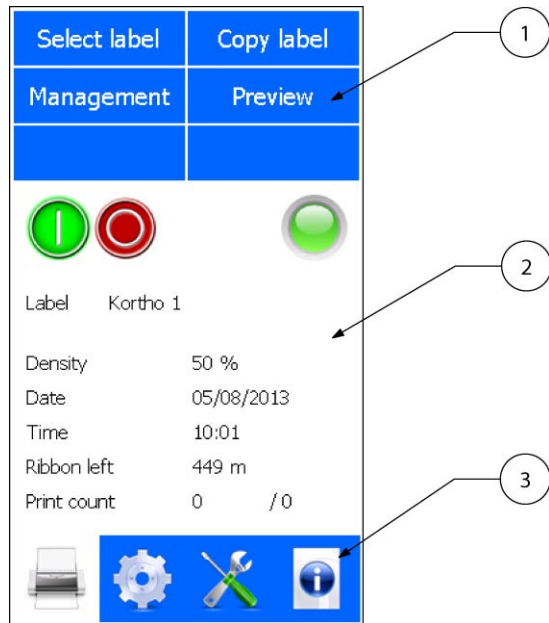 Select label Copy label
1
Management Preview
2
Label Kortho 1
Density 50 %
Date 05/08/2013
Time 10:01
Ribbon left 449 m
3
Print count 0 / 0